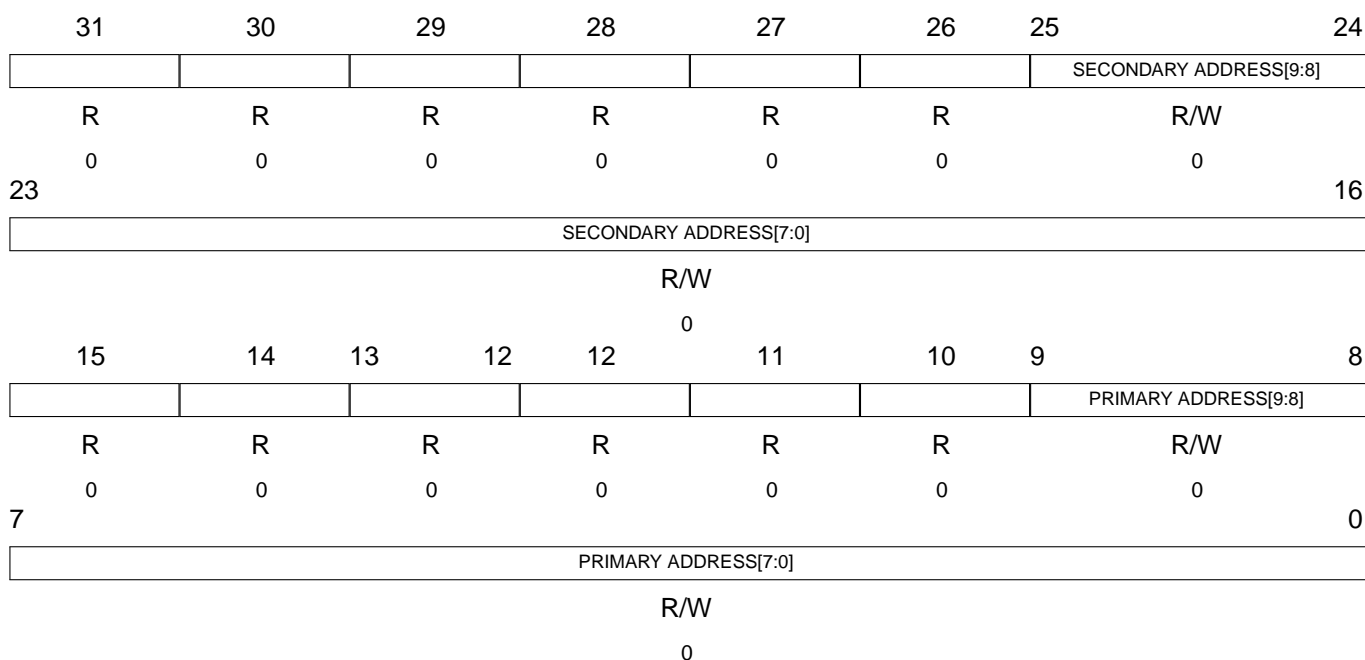 31 30 29 28 27 26 25 24
SECONDARY ADDRESS[9:8]
R R R R R R R/W
0 0 0 0 0 0 0
23 16
SECONDARY ADDRESS[7:0]
R/W
0
15 14 13 12 12 11 10 9 8
PRIMARY ADDRESS[9:8]
R R R R R R R/W
0 0 0 0 0 0 0
7 0
PRIMARY ADDRESS[7:0]
R/W
0